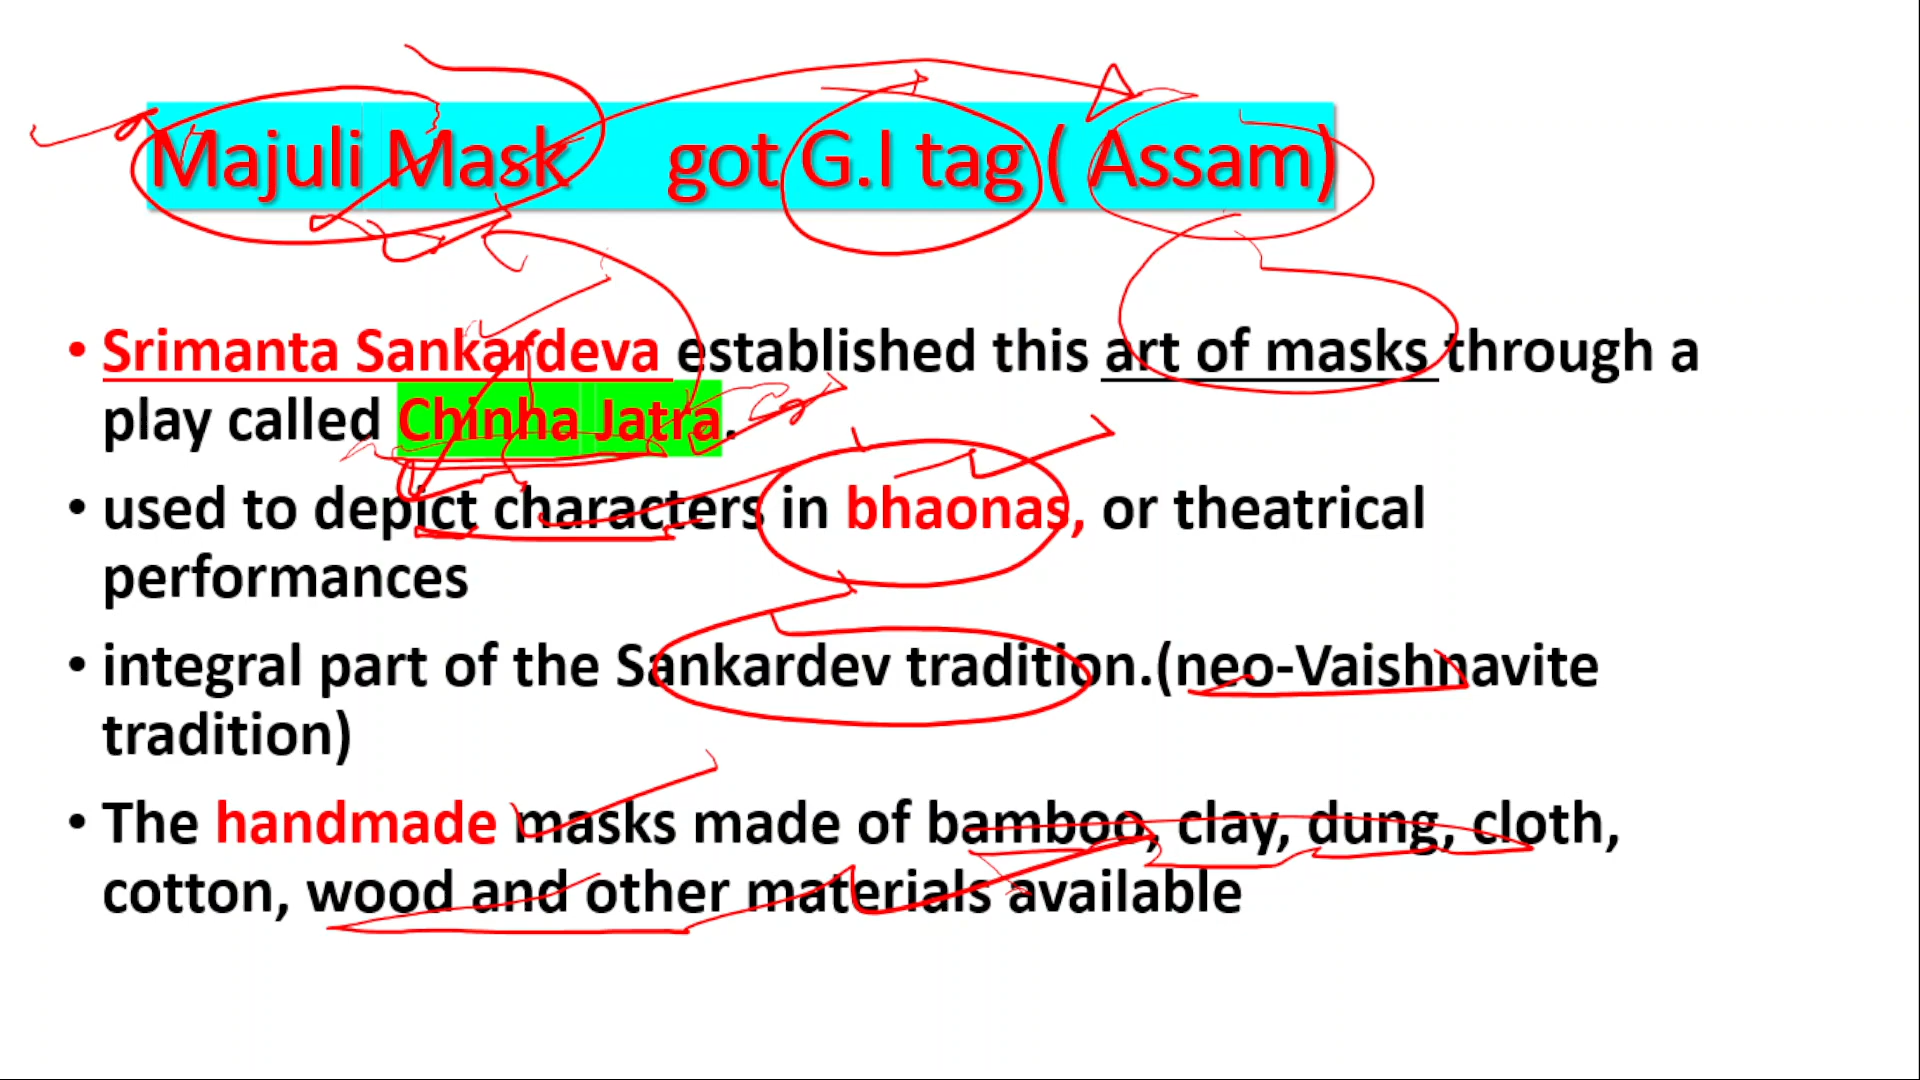 Majuli Mask got G.I tag ( Assam)
• Srimanta Sankardeva established this art of masks through a
play called Chinha Jatra.
• used to depict characters in bhaonas, or theatrical
performances
• integral part of the Sankardev tradition.(neo-Vaishnavite
tradition)
• The handmade masks made of bamboo, clay, dung, cloth,
cotton, wood and other materials available